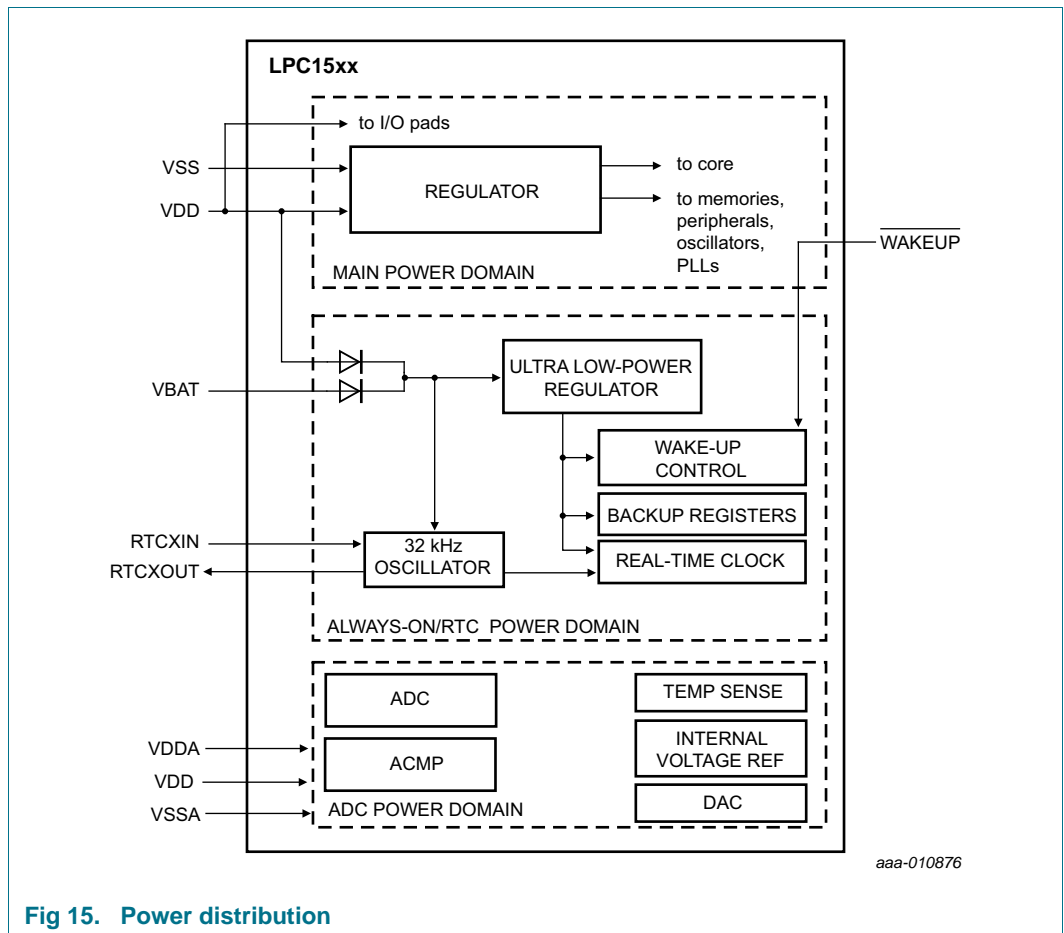 LPC15xx
to I/O pads
VSS
REGULATOR
to core
VDD
to memories,
peripherals,
oscillators,
PLLs
WAKEUP
MAIN POWER DOMAIN
VBAT
ULTRA LOW-POWER
REGULATOR
WAKE-UP
CONTROL
BACKUP REGISTERS
RTCXIN
RTCXOUT
32 kHz
OSCILLATOR
REAL-TIME CLOCK
ALWAYS-ON/RTC POWER DOMAIN
ADC
TEMP SENSE
VDDA
VDD
VSSA
ACMP
INTERNAL
VOLTAGE REF
DAC
ADC POWER DOMAIN
aaa-010876
Fig 15. Power distribution